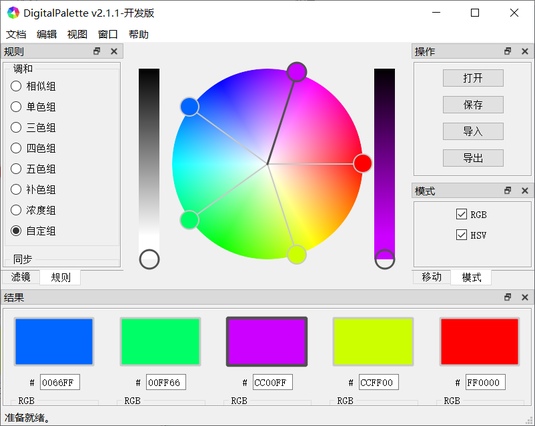 DigitalPalette v2.1.1-开发版
文档 编辑 视图 窗口 帮助
规则
调和
相似组
单色组
三色组
四色组
五色组
补色组
浓度组
自定组
同步
滤镜 规则
操作
打开
保存
导入
导出
模式
RGB
HSV
移动 模式
结果
# 0066FF # 00FF66 # CC00FF # CCFF00 # FF0000
RGB RGB RGB RGB RGB
准备就绪。